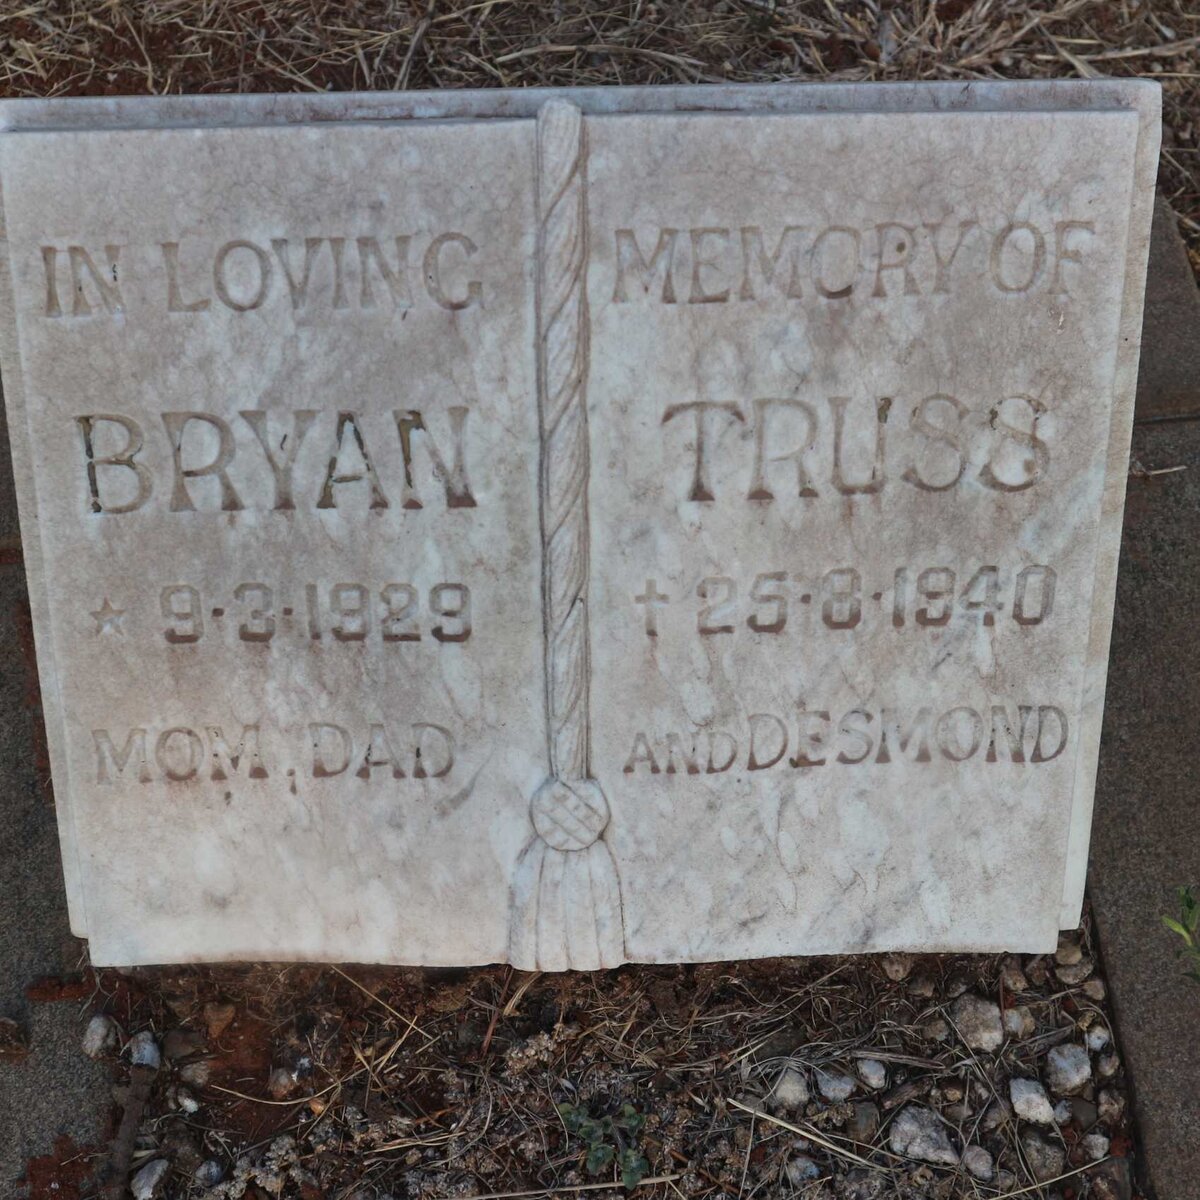 IN LOVING MEMORY OF
BRYAN TRUSS
★ 9·3·1929 ✝ 25·8·1940
MOM, DAD AND DESMOND